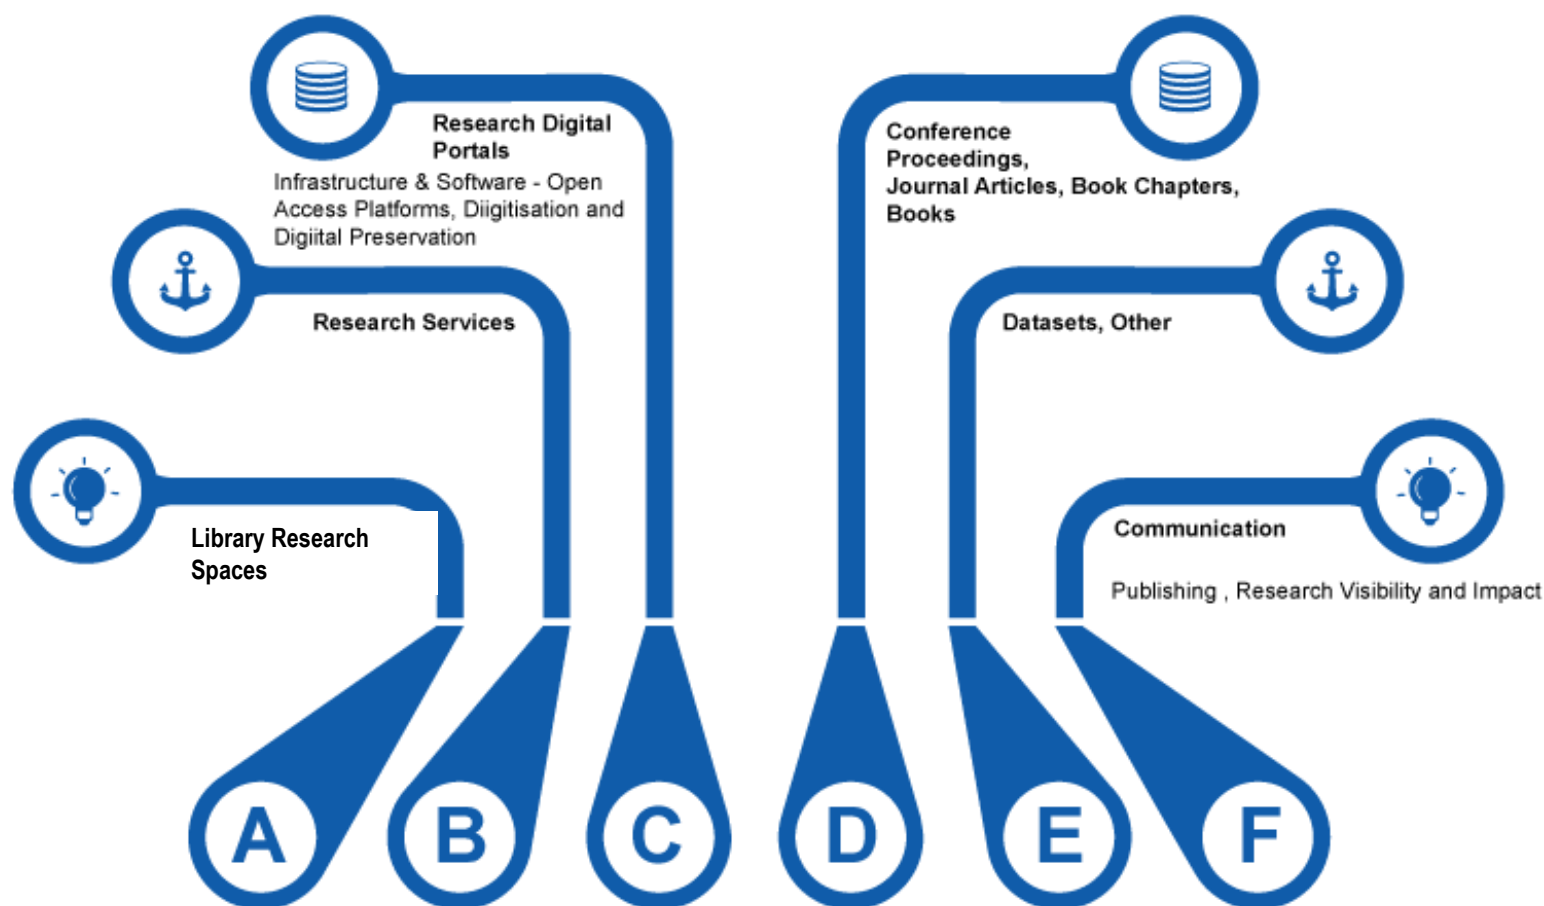 Research Digital
Portals
Infrastructure & Software - Open
Access Platforms, Diigitisation and
Digiital Preservation
Research Services
Library Research
Spaces
Conference
Proceedings,
Journal Articles, Book Chapters,
Books
Datasets, Other
Communication
Publishing , Research Visibility and Impact
A
B
C
D
E
F